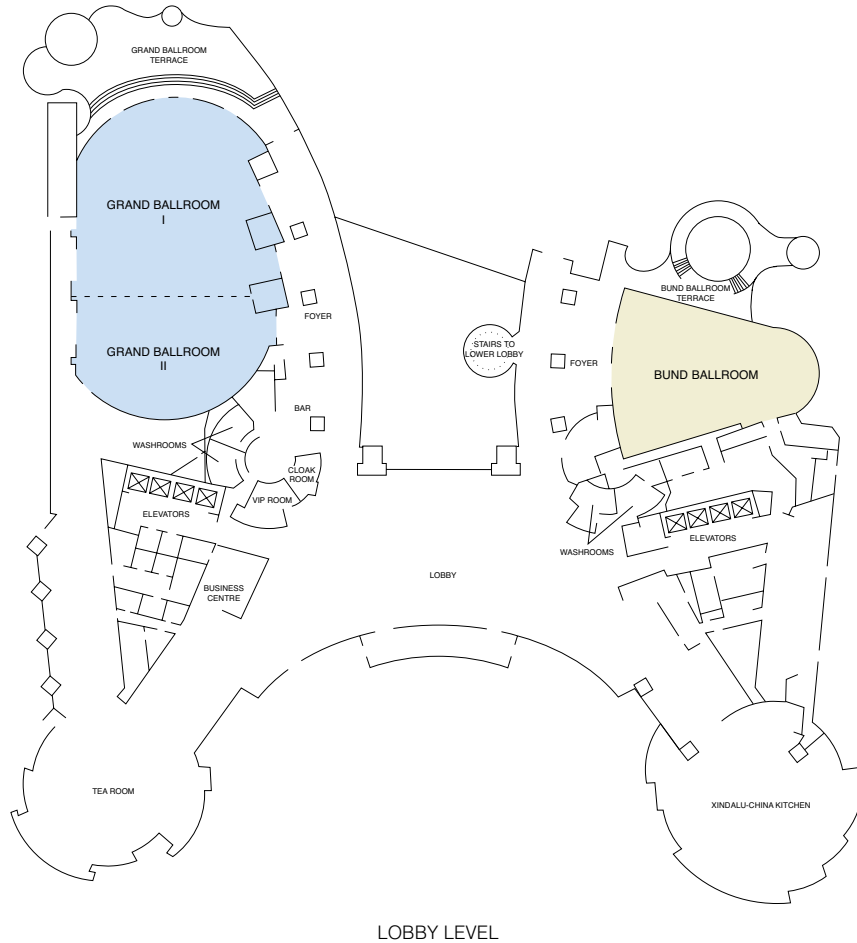 GRAND BALLROOM
TERRACE
GRAND BALLROOM
I
BUND BALLROOM
TERRACE
FOYER
GRAND BALLROOM
II
STAIRS TO
LOWER LOBBY
FOYER
BUND BALLROOM
BAR
WASHROOMS
CLOAK
ROOM
VIP ROOM
ELEVATORS
ELEVATORS
WASHROOMS
LOBBY
BUSINESS
CENTRE
TEA ROOM
XINDALU-CHINA KITCHEN
LOBBY LEVEL